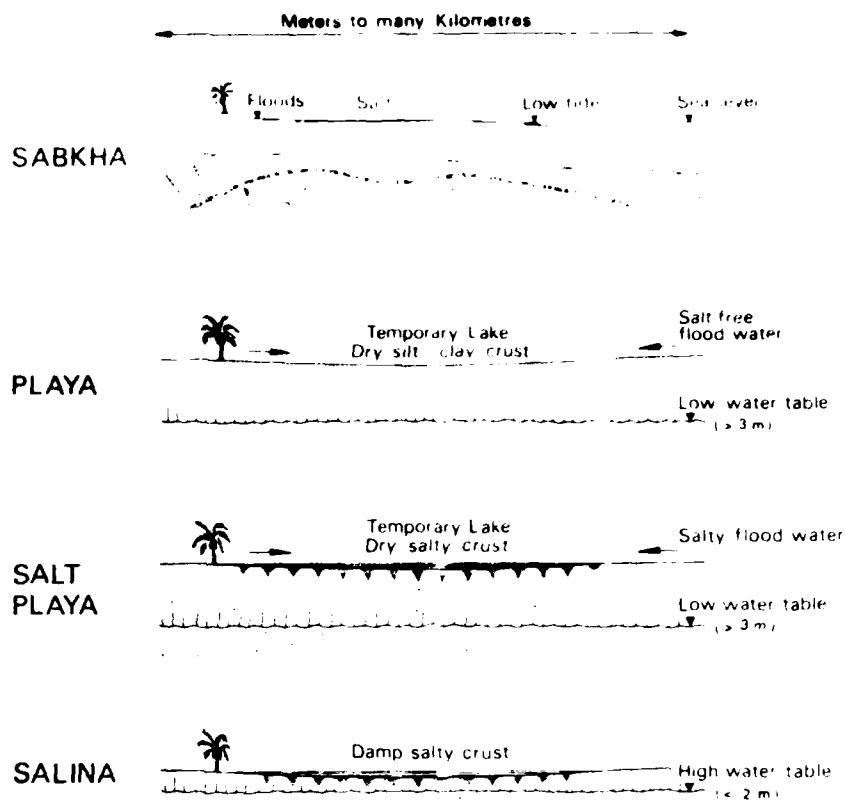 Meters to many Kilometres
Floods
Low tide
Sea level
SABKHA
Temporary Lake
Dry silt clay crust
Salt free
flood water
PLAYA
Low water table
(> 3 m)
Temporary Lake
Dry salty crust
Salty flood water
SALT
PLAYA
Low water table
(> 3 m)
Damp salty crust
SALINA
High water table
(< 2 m)